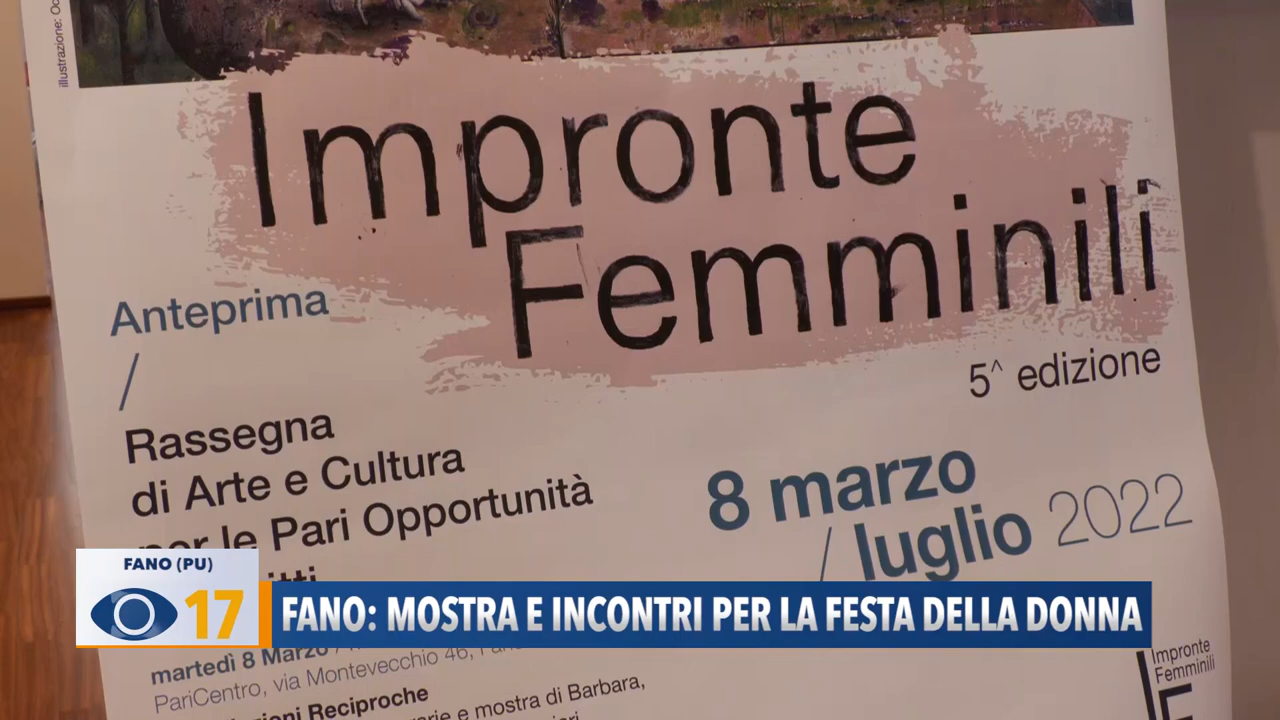 illustrazione:
Impronte
Femminili
5^ edizione
Anteprima
/
Rassegna
di Arte e Cultura
per le Pari Opportunità
8 marzo
/ luglio 2022
FANO (PU)
17
FANO: MOSTRA E INCONTRI PER LA FESTA DELLA DONNA
martedì 8 Marzo /
PariCentro, via Montevecchio 46,
Reciproche
e mostra di Barbara,
Impronte
Femminili